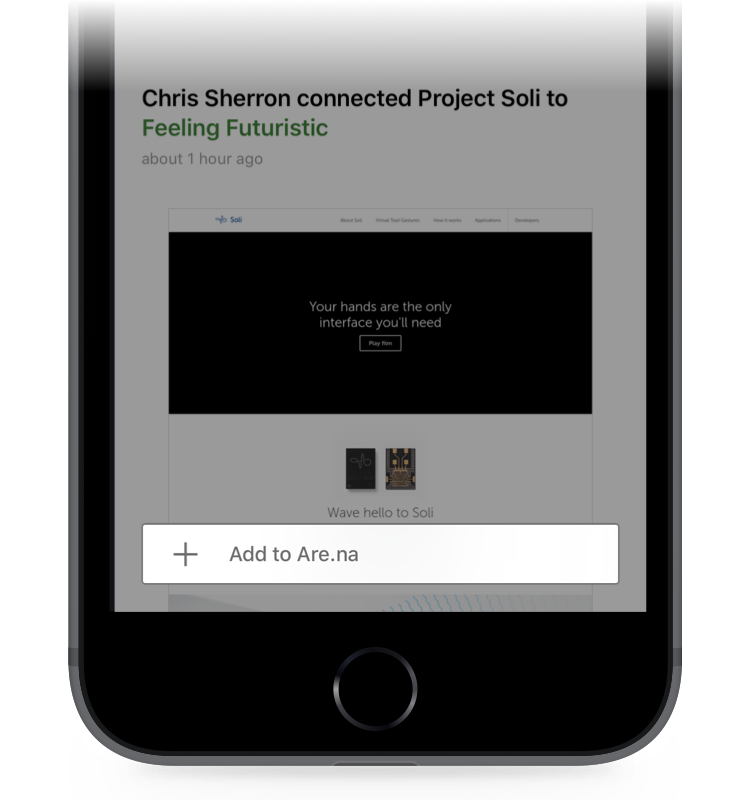 Chris Sherron connected Project Soli to
Feeling Futuristic
about 1 hour ago
Soli
About Soli Virtual Tool Gestures How it works Applications Developers
Your hands are the only
interface you'll need
Play film
Wave hello to Soli
Add to Are.na